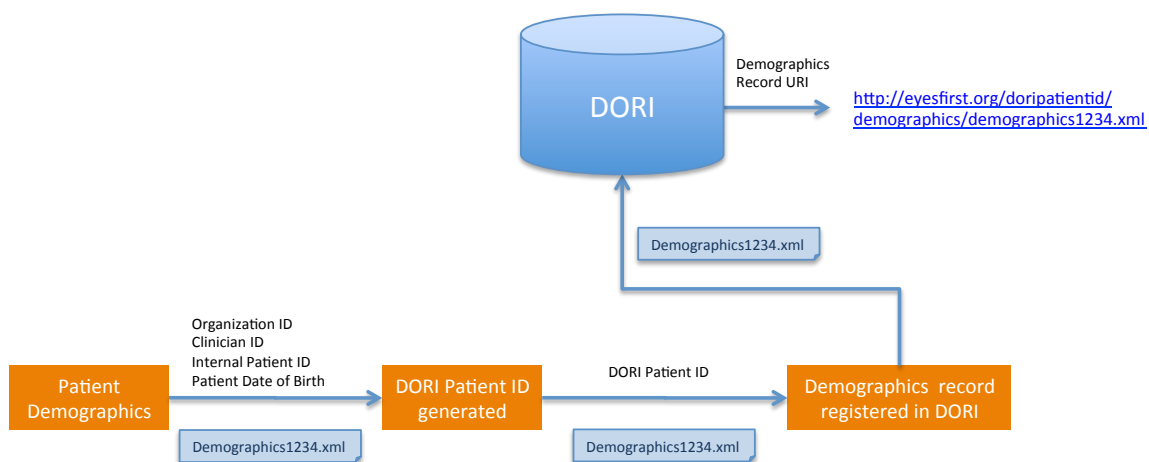 DORI
Demographics
Record URI
http://eyesfirst.org/doripatientid/
demographics/demographics1234.xml
Demographics1234.xml
Organization ID
Clinician ID
Internal Patient ID
Patient Date of Birth
Patient
Demographics
DORI Patient ID
generated
DORI Patient ID
Demographics record
registered in DORI
Demographics1234.xml
Demographics1234.xml